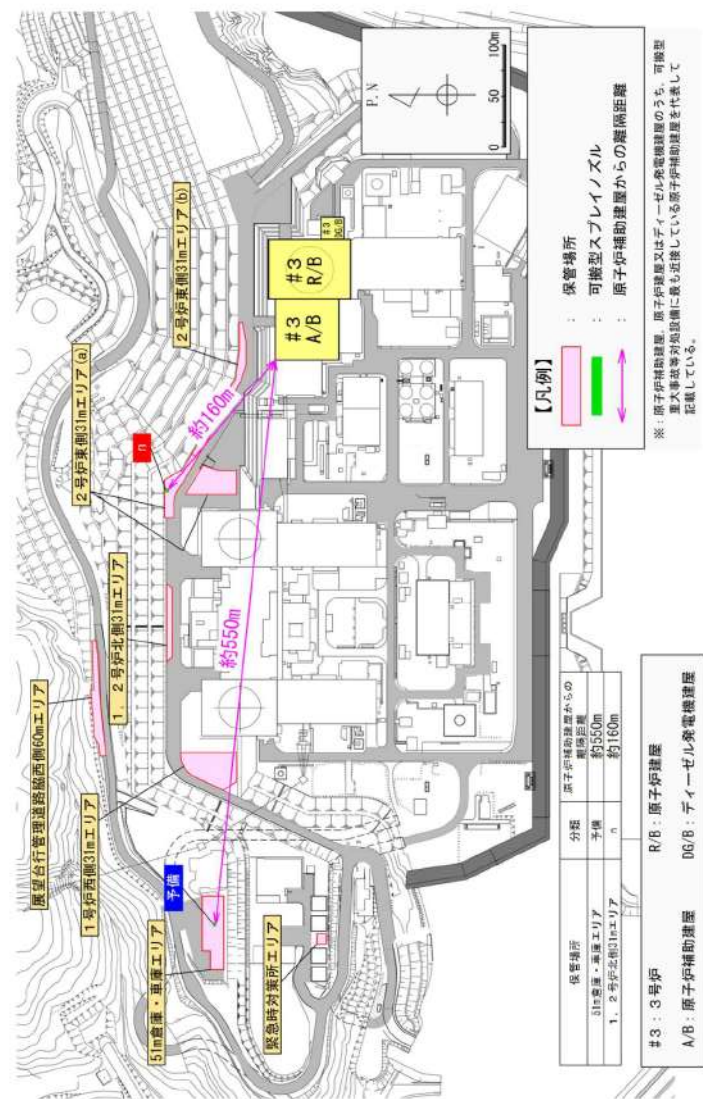 展望台行管理道路脇西側60mエリア
1号炉西側31mエリア
1，2号炉北側31mエリア
2号炉東側31mエリア(a)
2号炉東側31mエリア(b)
51m倉庫・車庫エリア
緊急時対策所エリア
予備
n
約160m
約550m
#3
A/B
#3
R/B
#3
DG/B
P.N
0 50 100m
【凡例】
： 保管場所
： 可搬型スプレイノズル
： 原子炉補助建屋からの離隔距離
※：原子炉補助建屋，原子炉建屋又はディーゼル発電機建屋のうち，可搬型
重大事故等対処設備に最も近接している原子炉補助建屋を代表して
記載している。
保管場所 分類 原子炉補助建屋からの
離隔距離
51m倉庫・車庫エリア 予備 約550m
1，2号炉北側31mエリア n 約160m
#3：3号炉 R/B：原子炉建屋
A/B：原子炉補助建屋 DG/B：ディーゼル発電機建屋